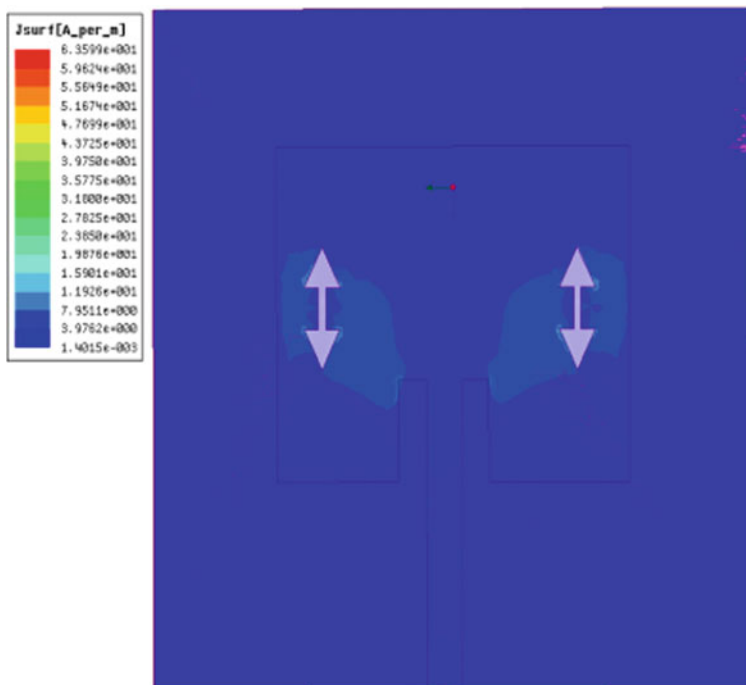 Jsurf[A_per_m]
6.3599e+001
5.9624e+001
5.5649e+001
5.1674e+001
4.7699e+001
4.3725e+001
3.9750e+001
3.5775e+001
3.1800e+001
2.7825e+001
2.3850e+001
1.9876e+001
1.5901e+001
1.1926e+001
7.9511e+000
3.9762e+000
1.4015e-003